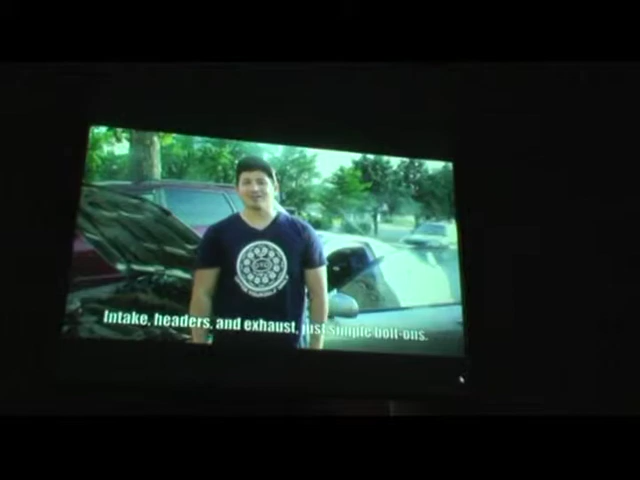 Intake, headers, and exhaust, just simple bolt-ons.